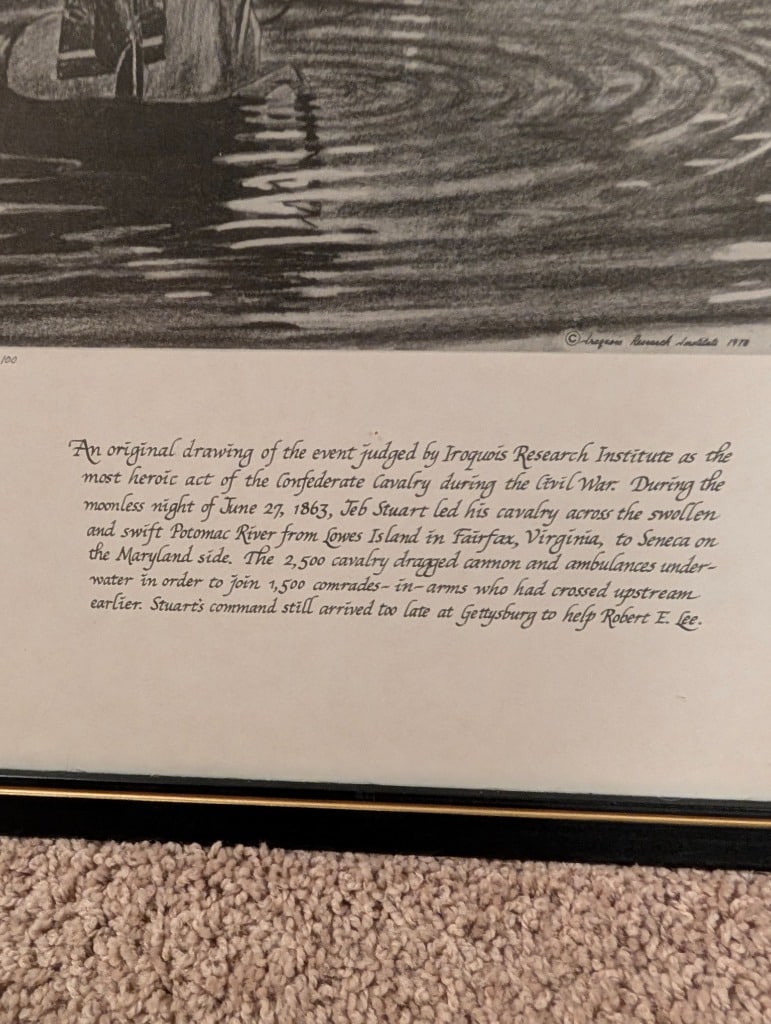 © Iroquois Research Institute 1978
/100
An original drawing of the event judged by Iroquois Research Institute as the
most heroic act of the Confederate Cavalry during the Civil War. During the
moonless night of June 27, 1863, Jeb Stuart led his cavalry across the swollen
and swift Potomac River from Lowes Island in Fairfax, Virginia, to Seneca on
the Maryland side. The 2,500 cavalry dragged cannon and ambulances under-
water in order to join 1,500 comrades-in-arms who had crossed upstream
earlier. Stuart's command still arrived too late at Gettysburg to help Robert E. Lee.